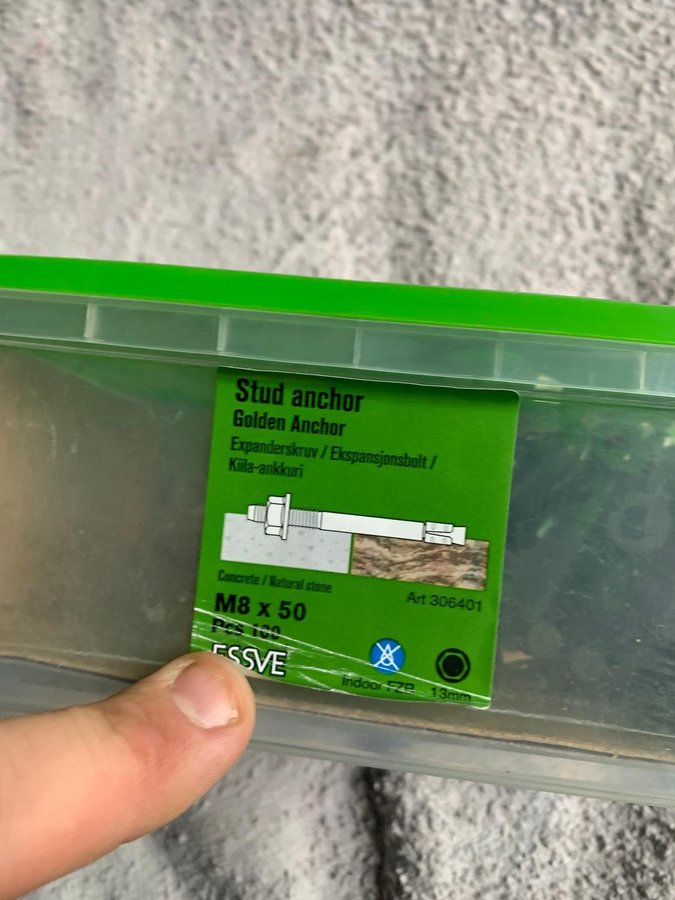 Stud anchor
Golden Anchor
Expanderskruv / Ekspansjonsbolt /
Kiila-ankkuri
Concrete / Natural stone
M8 x 50
Art 306401
Pcs 100
ESSVE
Indoor FZB
13mm